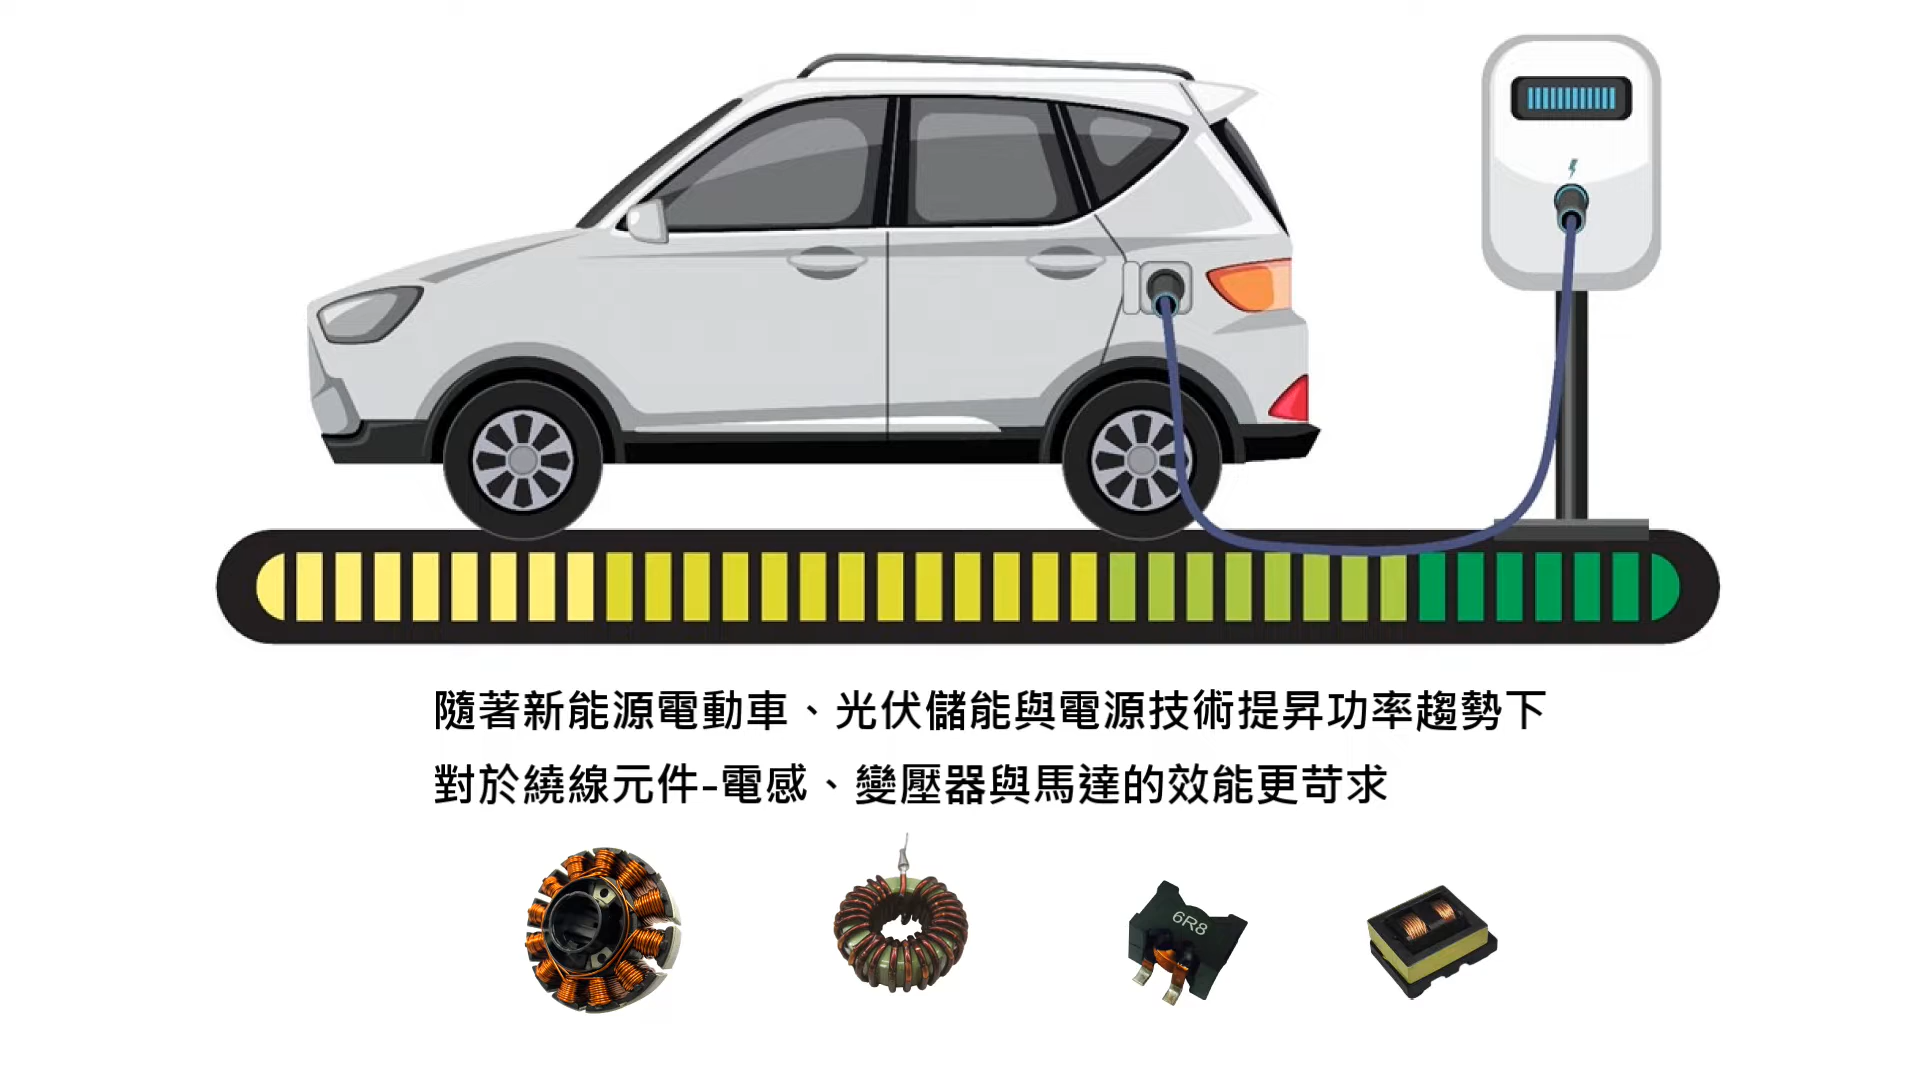 隨著新能源電動車、光伏儲能與電源技術提昇功率趨勢下
對於繞線元件-電感、變壓器與馬達的效能更苛求
6R8